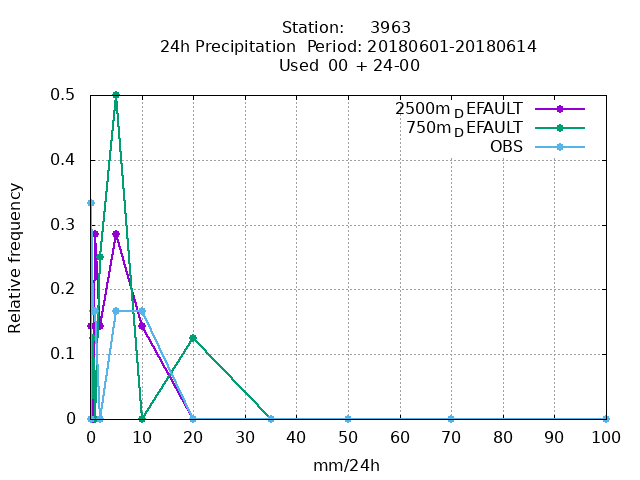 Station: 3963
24h Precipitation Period: 20180601-20180614
Used 00 + 24-00
0.5
0.4
0.3
0.2
0.1
0
Relative frequency
2500m_DEFAULT
750m_DEFAULT
OBS
0 10 20 30 40 50 60 70 80 90 100
mm/24h